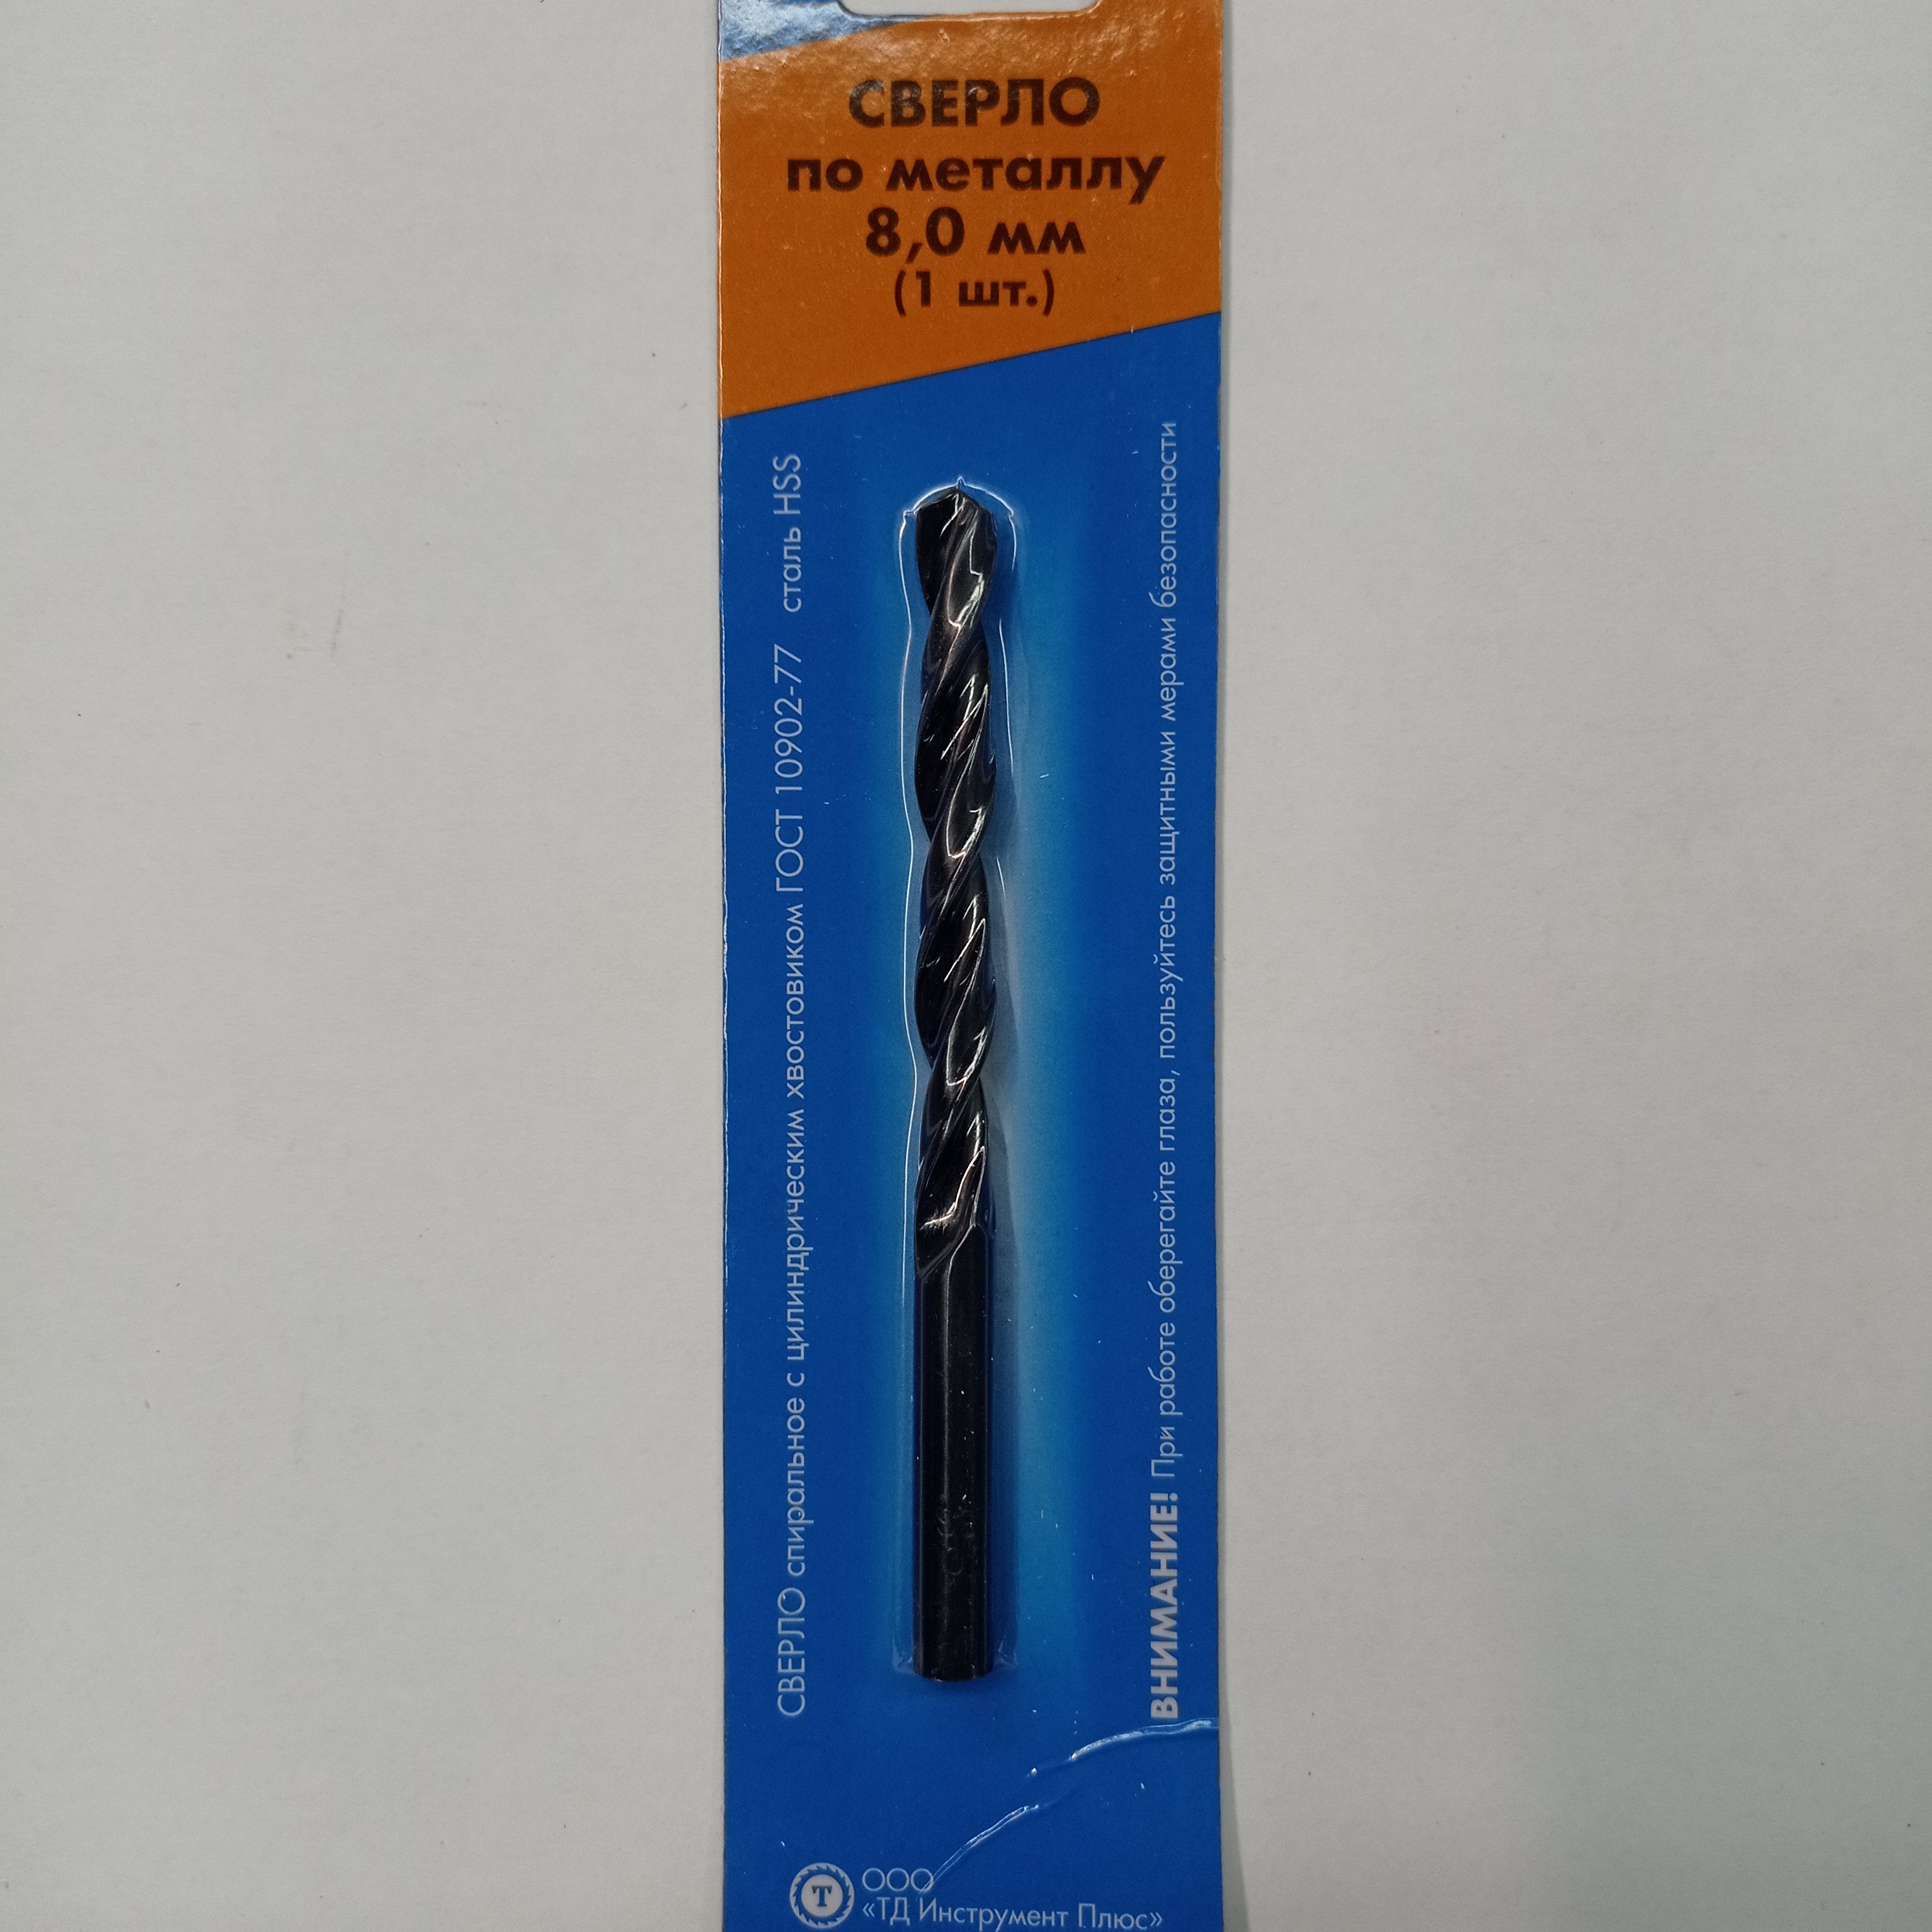 СВЕРЛО
по металлу
8,0 мм
(1 шт.)
СВЕРЛО спиральное с цилиндрическим хвостовиком ГОСТ 10902-77 сталь HSS
ВНИМАНИЕ! При работе оберегайте глаза, пользуйтесь защитными мерами безопасности
Т
ООО
«ТД Инструмент Плюс»